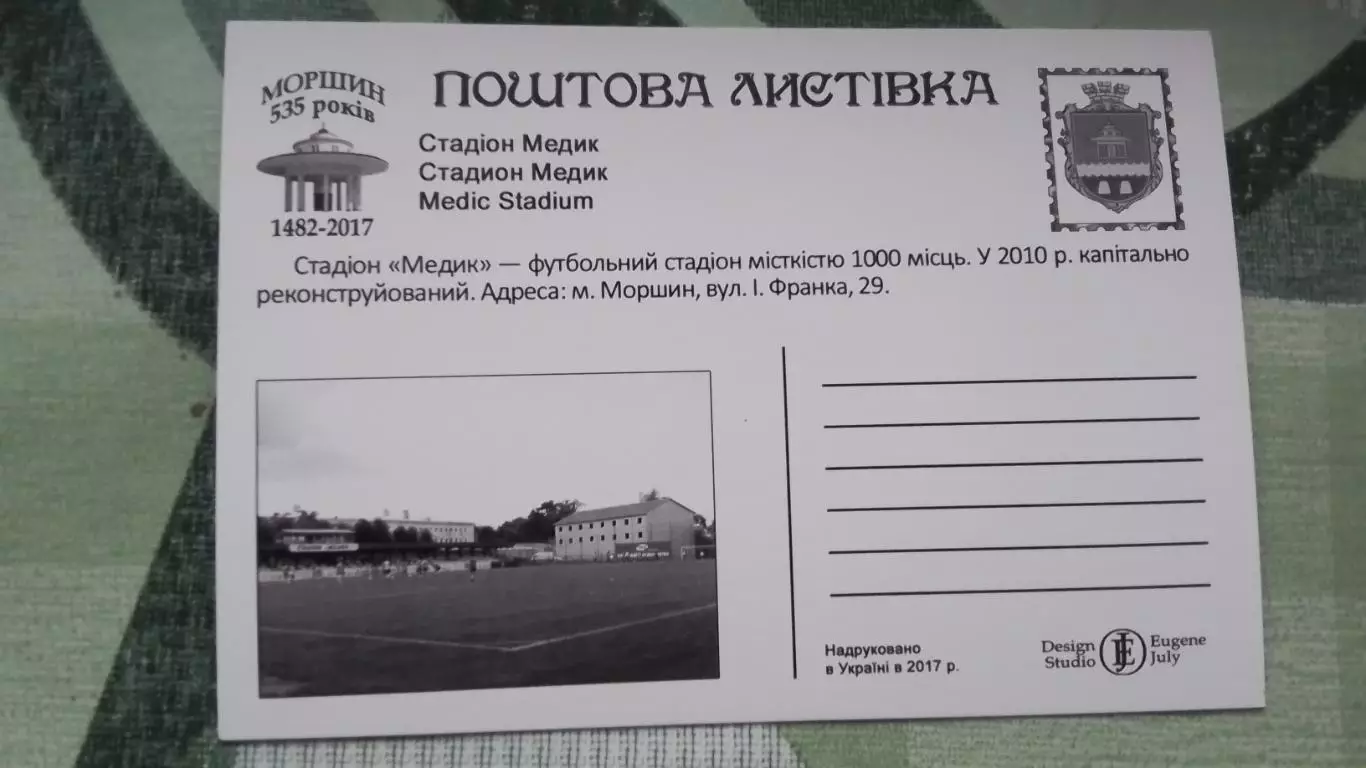 МОРШИН
535 років
1482-2017
ПОШТОВА ЛИСТІВКА
Стадіон Медик
Стадион Медик
Medic Stadium
Стадіон «Медик» — футбольний стадіон місткістю 1000 місць. У 2010 р. капітально
реконструйований. Адреса: м. Моршин, вул. І. Франка, 29.
Надруковано
в Україні в 2017 р.
Design
Studio
Eugene
July